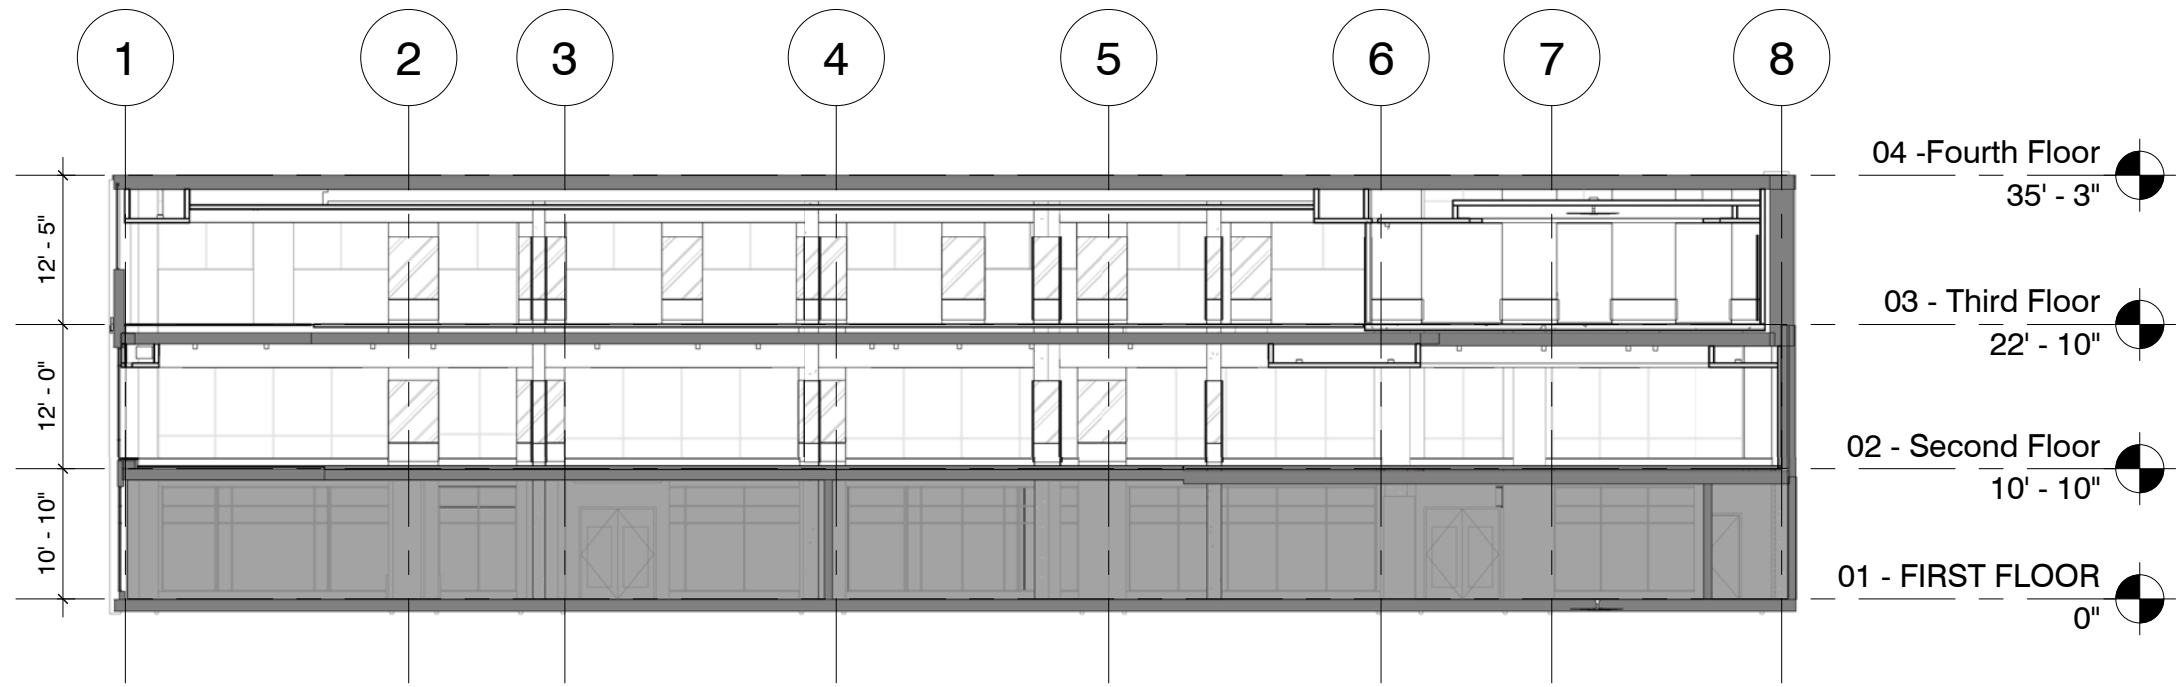 1 2 3 4 5 6 7 8
04 -Fourth Floor
35' - 3"
12' - 5"
03 - Third Floor
22' - 10"
12' - 0"
02 - Second Floor
10' - 10"
10' - 10"
01 - FIRST FLOOR
0"